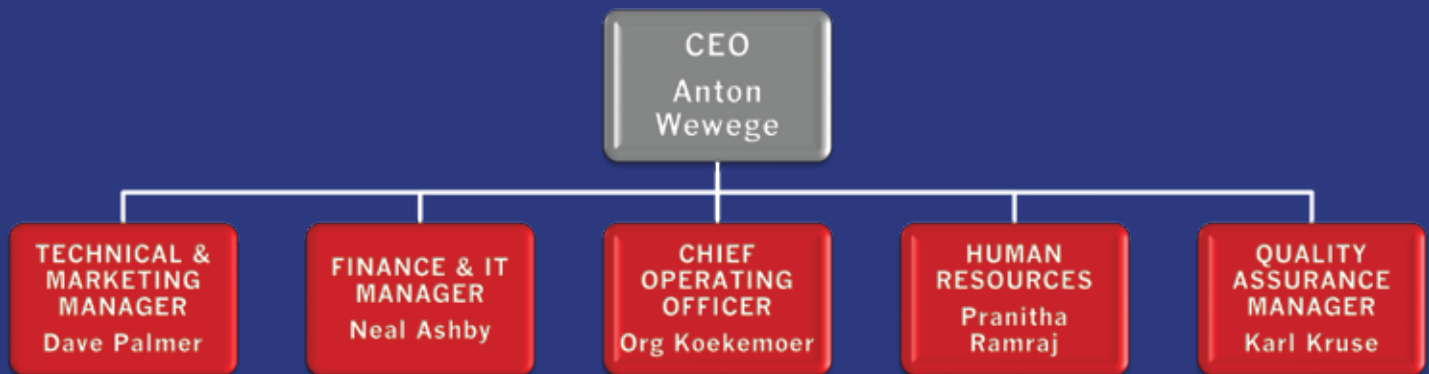 CEO
Anton
Wewege
TECHNICAL &
MARKETING
MANAGER
Dave Palmer
FINANCE & IT
MANAGER
Neal Ashby
CHIEF
OPERATING
OFFICER
Org Koekemoer
HUMAN
RESOURCES
Pranitha
Ramraj
QUALITY
ASSURANCE
MANAGER
Karl Kruse